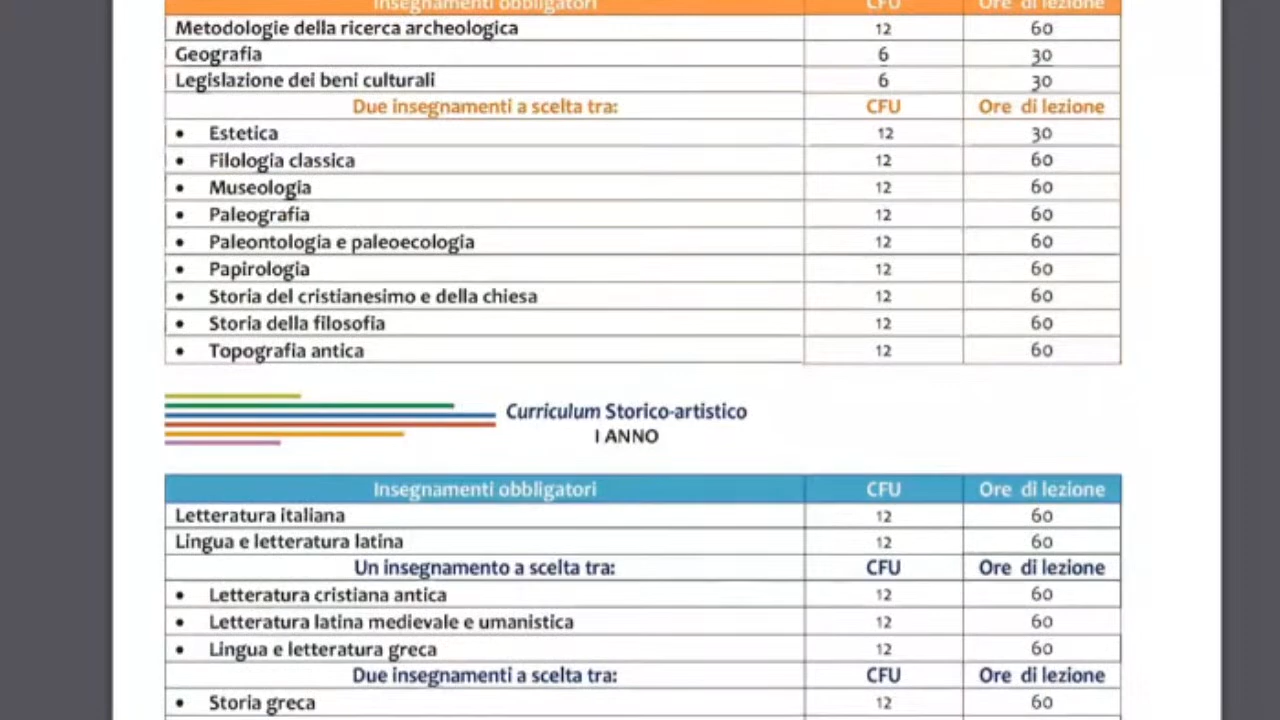 Insegnamenti obbligatori CFU Ore di lezione
Metodologie della ricerca archeologica 12 60
Geografia 6 30
Legislazione dei beni culturali 6 30
Due insegnamenti a scelta tra: CFU Ore di lezione
• Estetica 12 30
• Filologia classica 12 60
• Museologia 12 60
• Paleografia 12 60
• Paleontologia e paleoecologia 12 60
• Papirologia 12 60
• Storia del cristianesimo e della chiesa 12 60
• Storia della filosofia 12 60
• Topografia antica 12 60
Curriculum Storico-artistico
I ANNO
Insegnamenti obbligatori CFU Ore di lezione
Letteratura italiana 12 60
Lingua e letteratura latina 12 60
Un insegnamento a scelta tra: CFU Ore di lezione
• Letteratura cristiana antica 12 60
• Letteratura latina medievale e umanistica 12 60
• Lingua e letteratura greca 12 60
Due insegnamenti a scelta tra: CFU Ore di lezione
• Storia greca 12 60